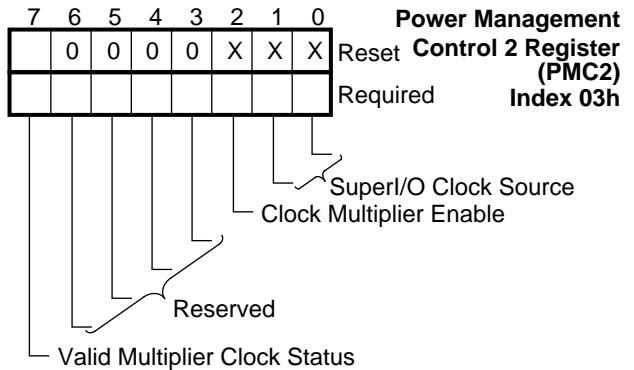 7 6 5 4 3 2 1 0
Power Management
0 0 0 0 X X X Reset
Control 2 Register
(PMC2)
Required
Index 03h
SuperI/O Clock Source
Clock Multiplier Enable
Reserved
Valid Multiplier Clock Status